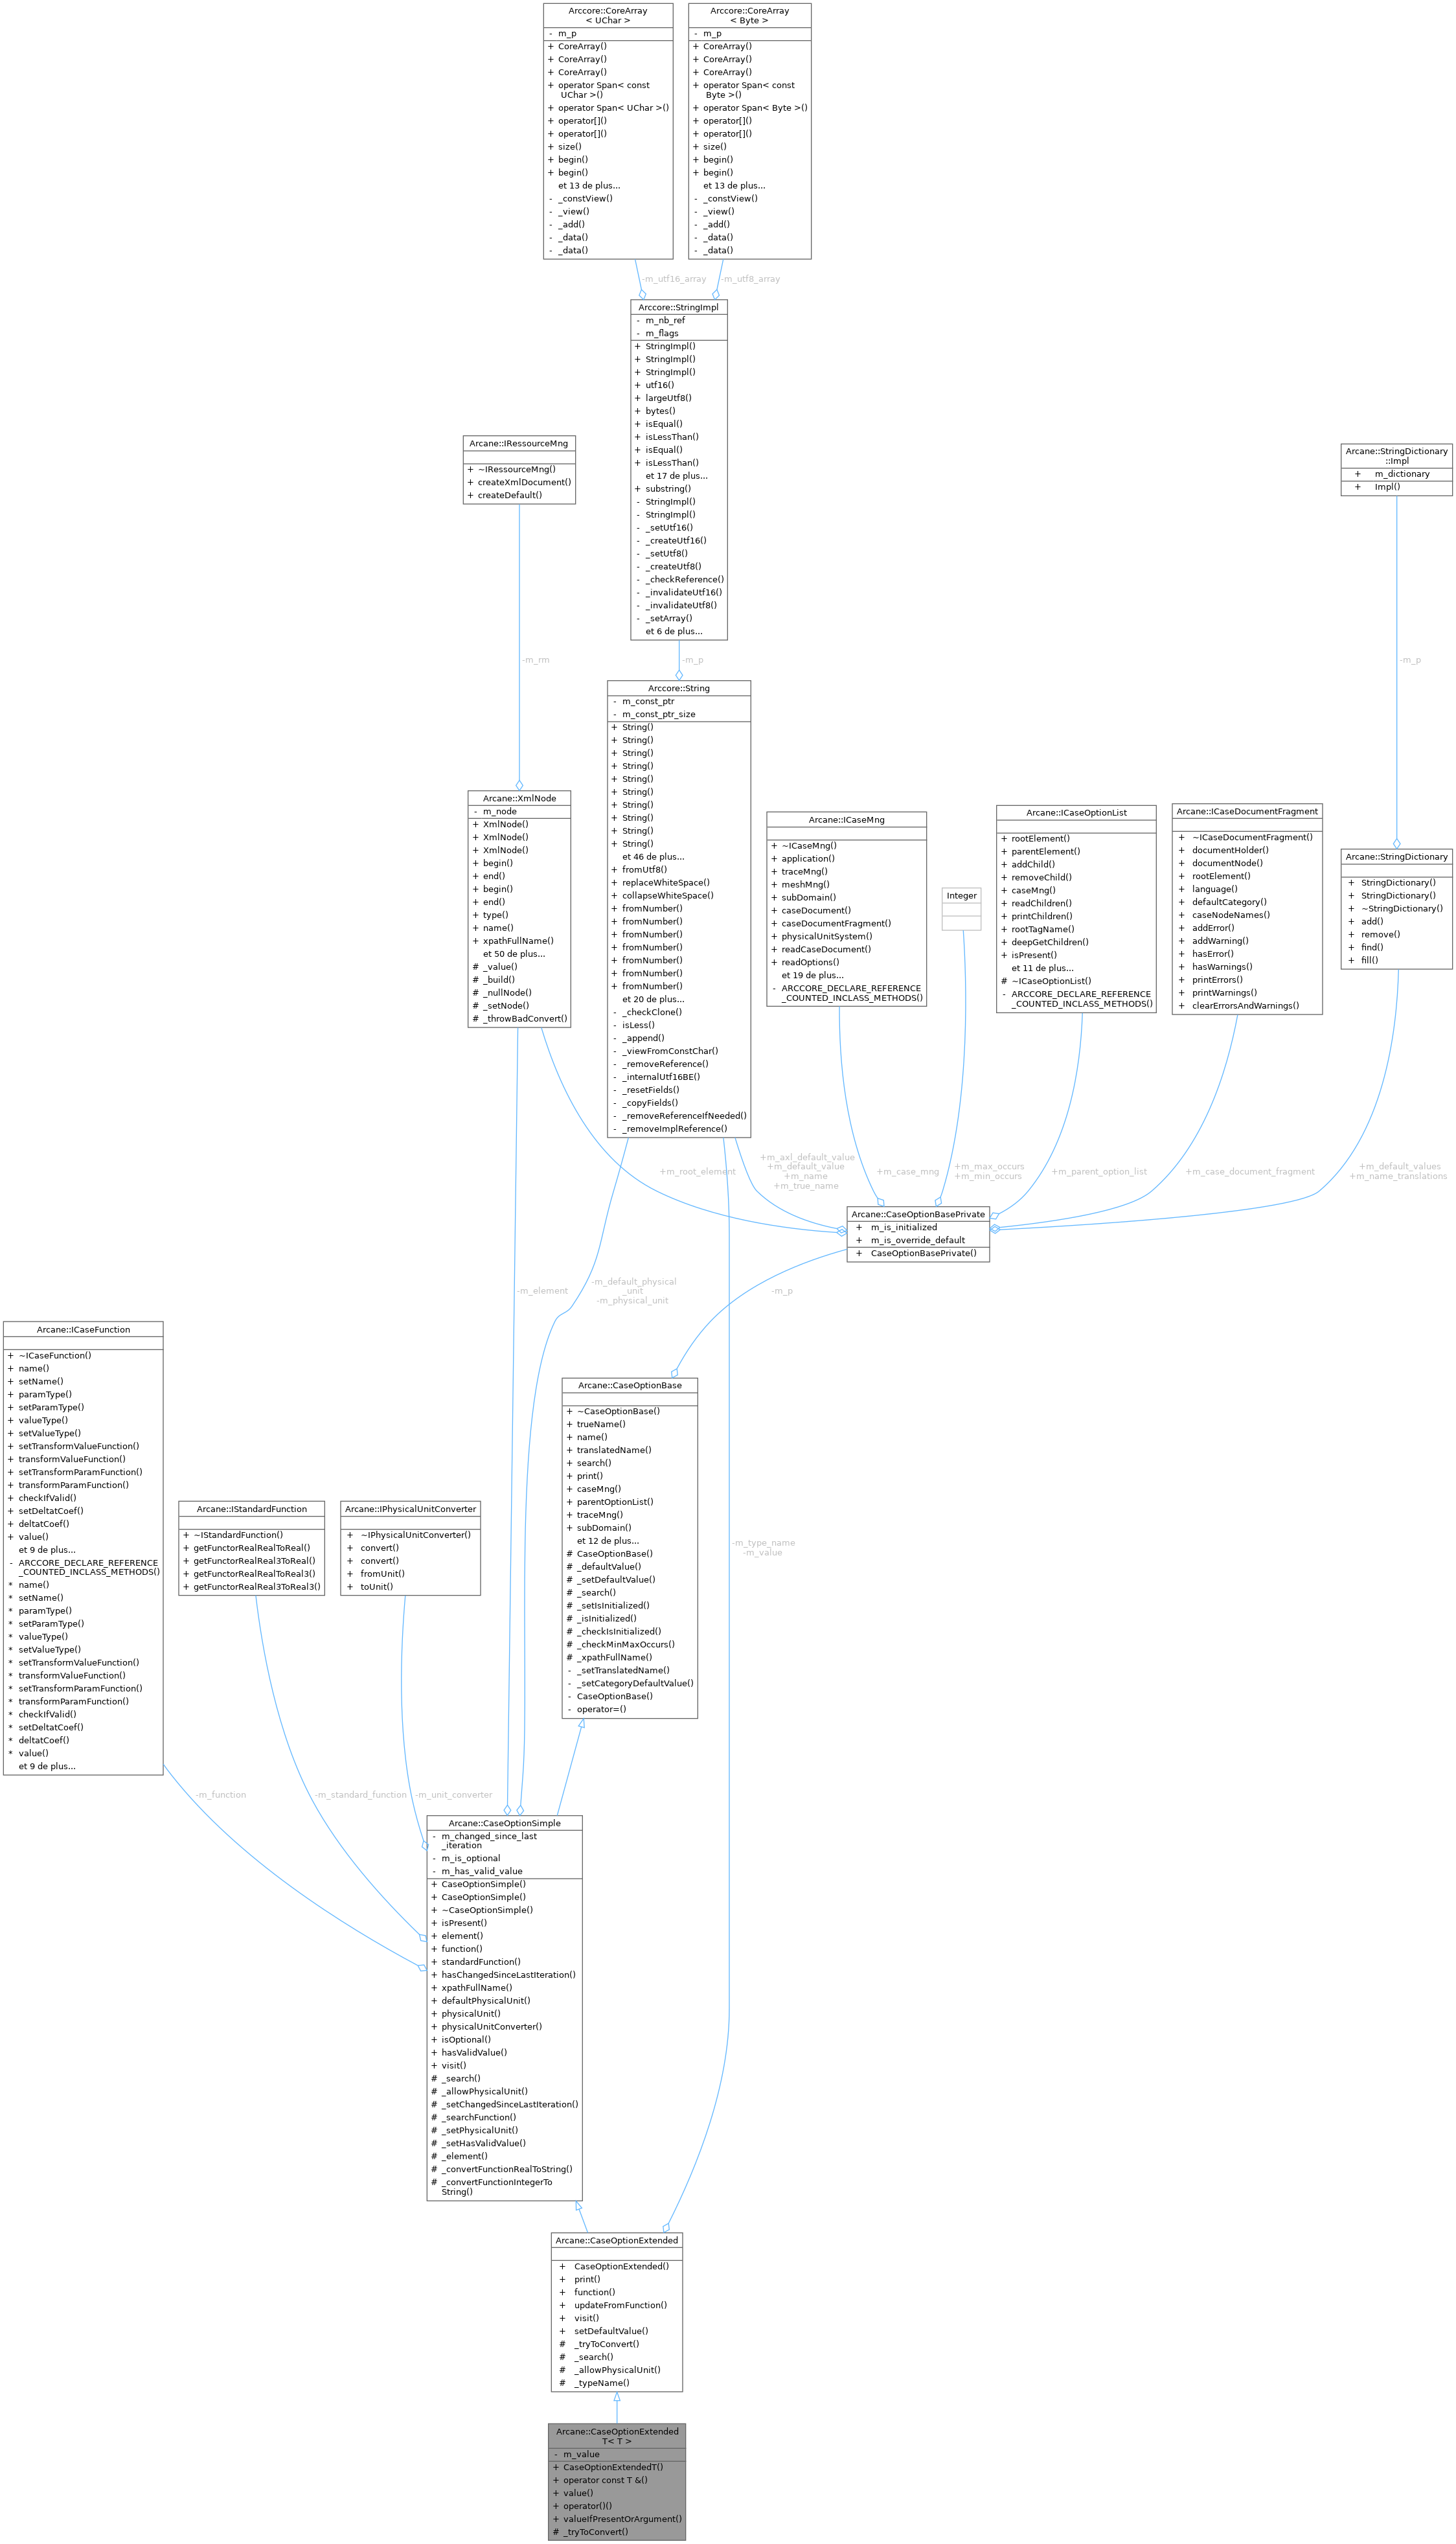 Arccore::CoreArray
< UChar >
- m_p
+ CoreArray()
+ CoreArray()
+ CoreArray()
+ operator Span< const
UChar >()
+ operator Span< UChar >()
+ operator[]()
+ operator[]()
+ size()
+ begin()
+ begin()
et 13 de plus...
- _constView()
- _view()
- _add()
- _data()
- _data()
Arccore::CoreArray
< Byte >
- m_p
+ CoreArray()
+ CoreArray()
+ CoreArray()
+ operator Span< const
Byte >()
+ operator Span< Byte >()
+ operator[]()
+ operator[]()
+ size()
+ begin()
+ begin()
et 13 de plus...
- _constView()
- _view()
- _add()
- _data()
- _data()
-m_utf16_array
-m_utf8_array
Arccore::StringImpl
- m_nb_ref
- m_flags
+ StringImpl()
+ StringImpl()
+ StringImpl()
+ utf16()
+ largeUtf8()
+ bytes()
+ isEqual()
+ isLessThan()
+ isEqual()
+ isLessThan()
et 17 de plus...
+ substring()
- StringImpl()
- StringImpl()
- _setUtf16()
- _createUtf16()
- _setUtf8()
- _createUtf8()
- _checkReference()
- _invalidateUtf16()
- _invalidateUtf8()
- _setArray()
et 6 de plus...
Arcane::IRessourceMng
+ ~IRessourceMng()
+ createXmlDocument()
+ createDefault()
Arcane::StringDictionary
::Impl
+ m_dictionary
+ Impl()
-m_rm
-m_p
-m_p
Arccore::String
- m_const_ptr
- m_const_ptr_size
+ String()
+ String()
+ String()
+ String()
+ String()
+ String()
+ String()
+ String()
+ String()
+ String()
et 46 de plus...
+ fromUtf8()
+ replaceWhiteSpace()
+ collapseWhiteSpace()
+ fromNumber()
+ fromNumber()
+ fromNumber()
+ fromNumber()
+ fromNumber()
+ fromNumber()
+ fromNumber()
et 20 de plus...
- _checkClone()
- isLess()
- _append()
- _viewFromConstChar()
- _removeReference()
- _internalUtf16BE()
- _resetFields()
- _copyFields()
- _removeReferenceIfNeeded()
- _removeImplReference()
Arcane::XmlNode
- m_node
+ XmlNode()
+ XmlNode()
+ XmlNode()
+ begin()
+ end()
+ begin()
+ end()
+ type()
+ name()
+ xpathFullName()
et 50 de plus...
# _value()
# _build()
# _nullNode()
# _setNode()
# _throwBadConvert()
Arcane::ICaseMng
+ ~ICaseMng()
+ application()
+ traceMng()
+ meshMng()
+ subDomain()
+ caseDocument()
+ caseDocumentFragment()
+ physicalUnitSystem()
+ readCaseDocument()
+ readOptions()
et 19 de plus...
- ARCCORE_DECLARE_REFERENCE
_COUNTED_INCLASS_METHODS()
Integer
Arcane::ICaseOptionList
+ rootElement()
+ parentElement()
+ addChild()
+ removeChild()
+ caseMng()
+ readChildren()
+ printChildren()
+ rootTagName()
+ deepGetChildren()
+ isPresent()
et 11 de plus...
# ~ICaseOptionList()
- ARCCORE_DECLARE_REFERENCE
_COUNTED_INCLASS_METHODS()
Arcane::ICaseDocumentFragment
+ ~ICaseDocumentFragment()
+ documentHolder()
+ documentNode()
+ rootElement()
+ language()
+ defaultCategory()
+ caseNodeNames()
+ addError()
+ addWarning()
+ hasError()
+ hasWarnings()
+ printErrors()
+ printWarnings()
+ clearErrorsAndWarnings()
Arcane::StringDictionary
+ StringDictionary()
+ StringDictionary()
+ ~StringDictionary()
+ add()
+ remove()
+ find()
+ fill()
+m_root_element
+m_axl_default_value
+m_default_value
+m_name
+m_true_name
+m_case_mng
+m_max_occurs
+m_min_occurs
+m_parent_option_list
+m_case_document_fragment
+m_default_values
+m_name_translations
Arcane::CaseOptionBasePrivate
+ m_is_initialized
+ m_is_override_default
+ CaseOptionBasePrivate()
-m_element
-m_default_physical
_unit
-m_physical_unit
-m_p
Arcane::ICaseFunction
+ ~ICaseFunction()
+ name()
+ setName()
+ paramType()
+ setParamType()
+ valueType()
+ setValueType()
+ setTransformValueFunction()
+ transformValueFunction()
+ setTransformParamFunction()
+ transformParamFunction()
+ checkIfValid()
+ setDeltatCoef()
+ deltatCoef()
+ value()
et 9 de plus...
- ARCCORE_DECLARE_REFERENCE
_COUNTED_INCLASS_METHODS()
* name()
* setName()
* paramType()
* setParamType()
* valueType()
* setValueType()
* setTransformValueFunction()
* transformValueFunction()
* setTransformParamFunction()
* transformParamFunction()
* checkIfValid()
* setDeltatCoef()
* deltatCoef()
* value()
et 9 de plus...
Arcane::IStandardFunction
+ ~IStandardFunction()
+ getFunctorRealRealToReal()
+ getFunctorRealReal3ToReal()
+ getFunctorRealRealToReal3()
+ getFunctorRealReal3ToReal3()
Arcane::IPhysicalUnitConverter
+ ~IPhysicalUnitConverter()
+ convert()
+ convert()
+ fromUnit()
+ toUnit()
Arcane::CaseOptionBase
+ ~CaseOptionBase()
+ trueName()
+ name()
+ translatedName()
+ search()
+ print()
+ caseMng()
+ parentOptionList()
+ traceMng()
+ subDomain()
et 12 de plus...
# CaseOptionBase()
# _defaultValue()
# _setDefaultValue()
# _search()
# _setIsInitialized()
# _isInitialized()
# _checkIsInitialized()
# _checkMinMaxOccurs()
# _xpathFullName()
- _setTranslatedName()
- _setCategoryDefaultValue()
- CaseOptionBase()
- operator=()
-m_type_name
-m_value
-m_function
-m_standard_function
-m_unit_converter
Arcane::CaseOptionSimple
- m_changed_since_last
_iteration
- m_is_optional
- m_has_valid_value
+ CaseOptionSimple()
+ CaseOptionSimple()
+ ~CaseOptionSimple()
+ isPresent()
+ element()
+ function()
+ standardFunction()
+ hasChangedSinceLastIteration()
+ xpathFullName()
+ defaultPhysicalUnit()
+ physicalUnit()
+ physicalUnitConverter()
+ isOptional()
+ hasValidValue()
+ visit()
# _search()
# _allowPhysicalUnit()
# _setChangedSinceLastIteration()
# _searchFunction()
# _setPhysicalUnit()
# _setHasValidValue()
# _element()
# _convertFunctionRealToString()
# _convertFunctionIntegerTo
String()
Arcane::CaseOptionExtended
+ CaseOptionExtended()
+ print()
+ function()
+ updateFromFunction()
+ visit()
+ setDefaultValue()
# _tryToConvert()
# _search()
# _allowPhysicalUnit()
# _typeName()
Arcane::CaseOptionExtended
T< T >
- m_value
+ CaseOptionExtendedT()
+ operator const T &()
+ value()
+ operator()()
+ valueIfPresentOrArgument()
# _tryToConvert()